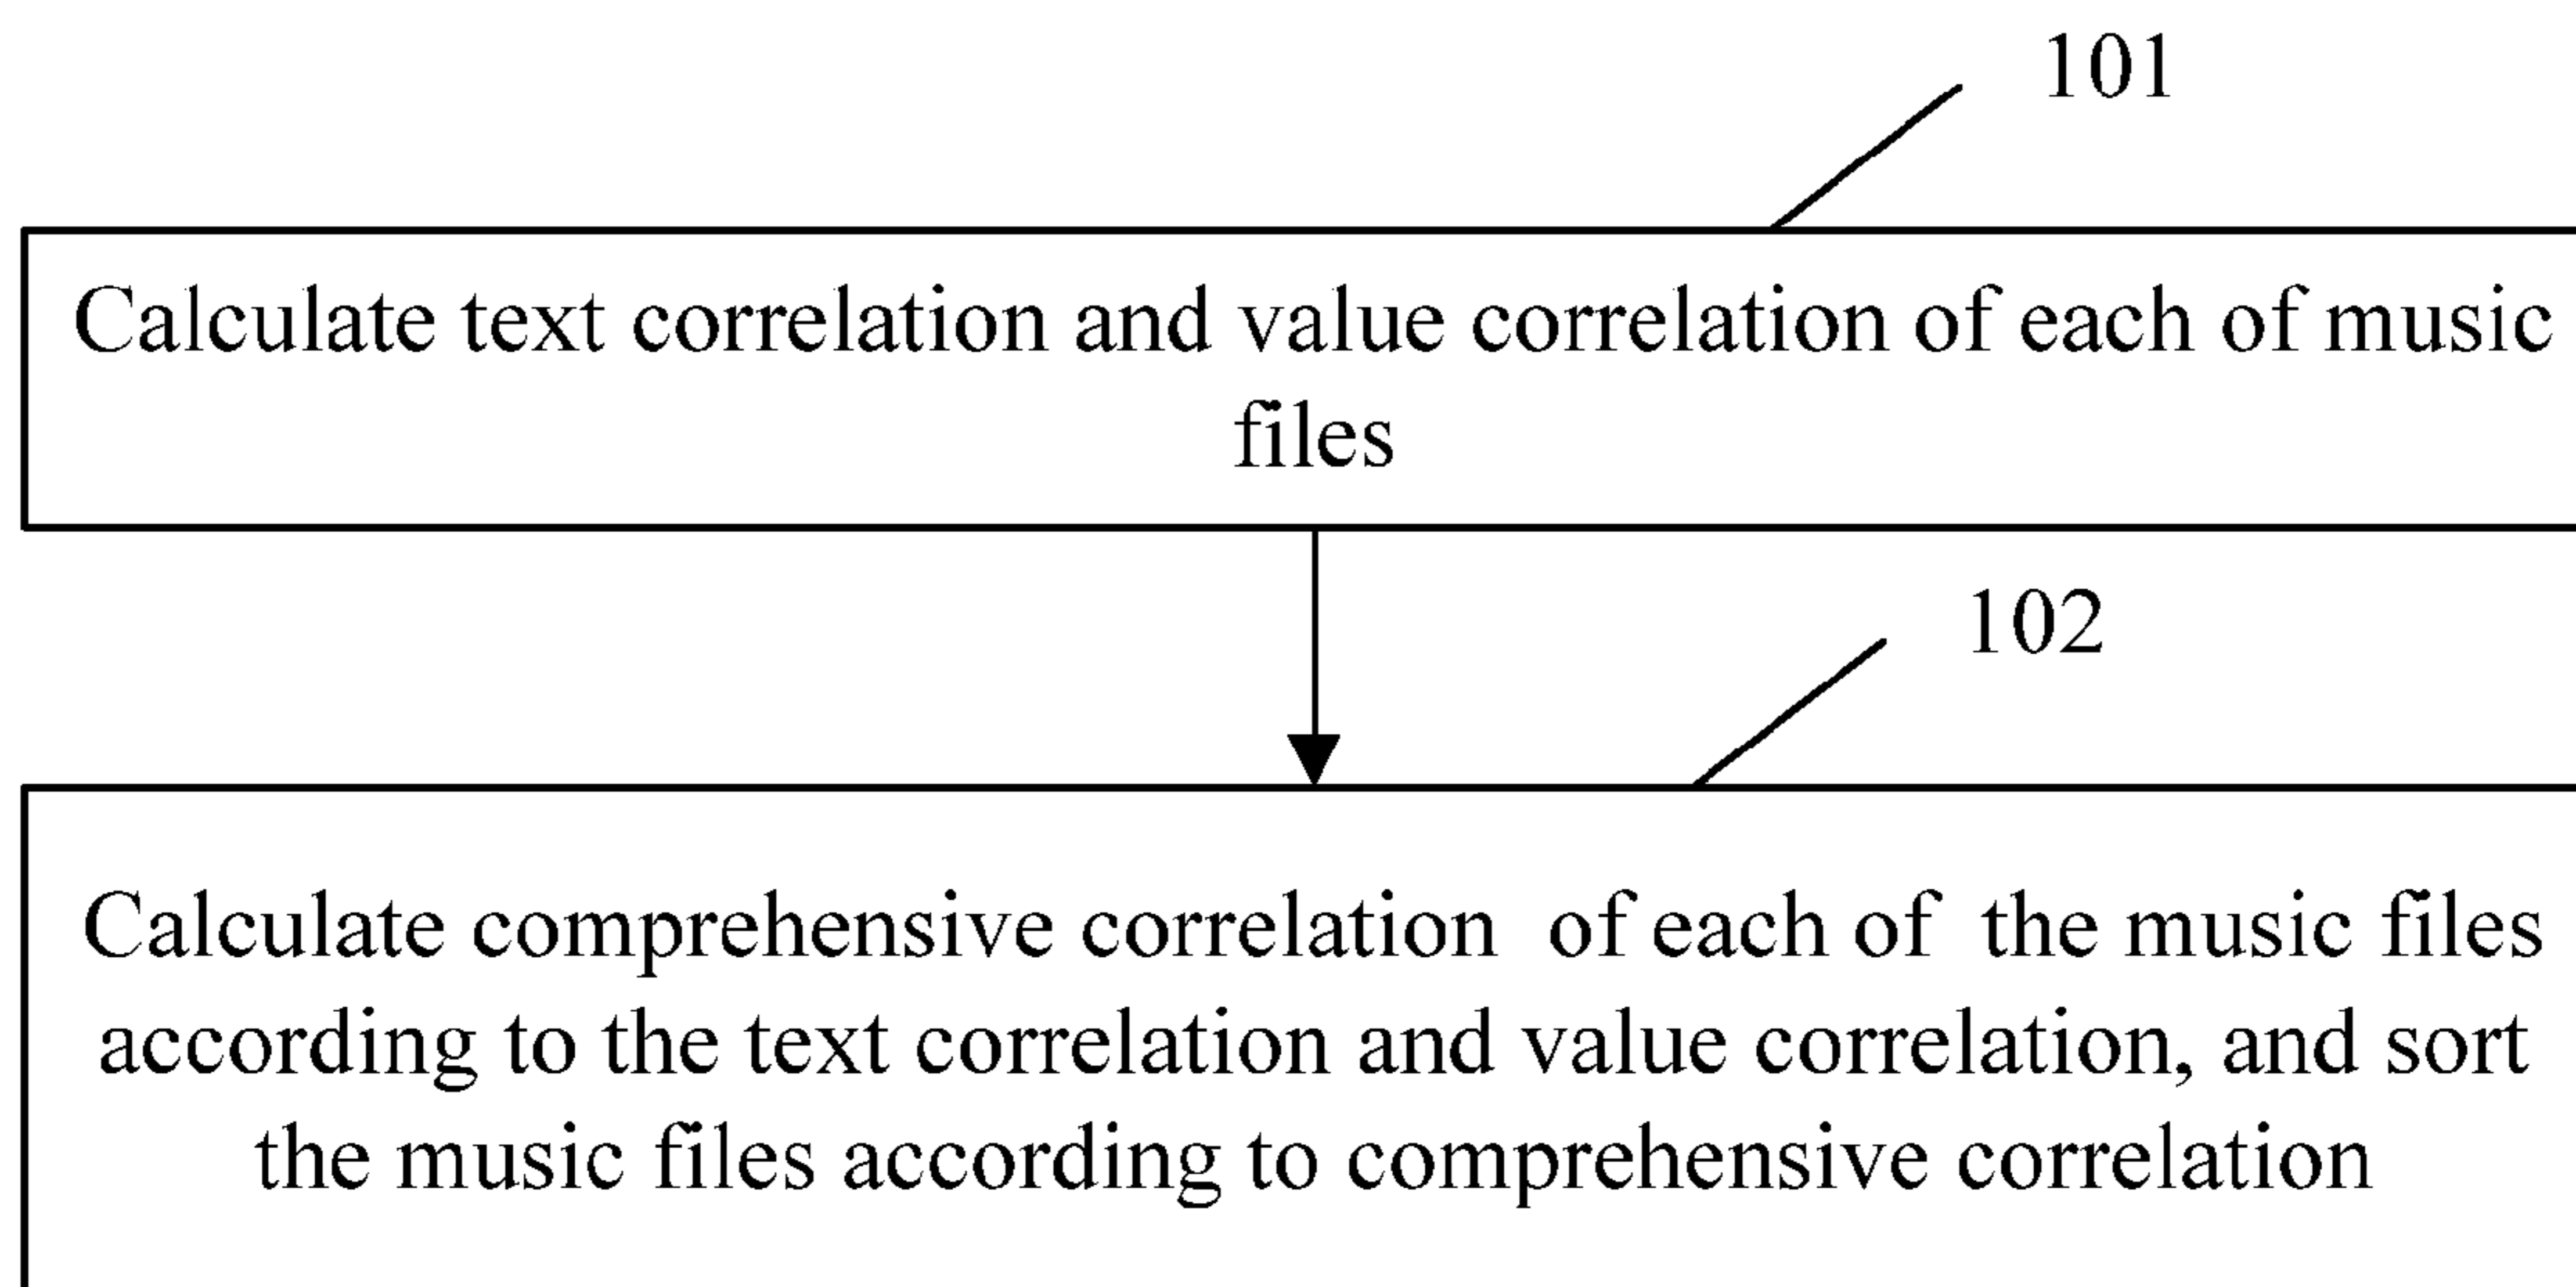 101
Calculate text correlation and value correlation of each of music
files
102
Calculate comprehensive correlation of each of the music files
according to the text correlation and value correlation, and sort
the music files according to comprehensive correlation